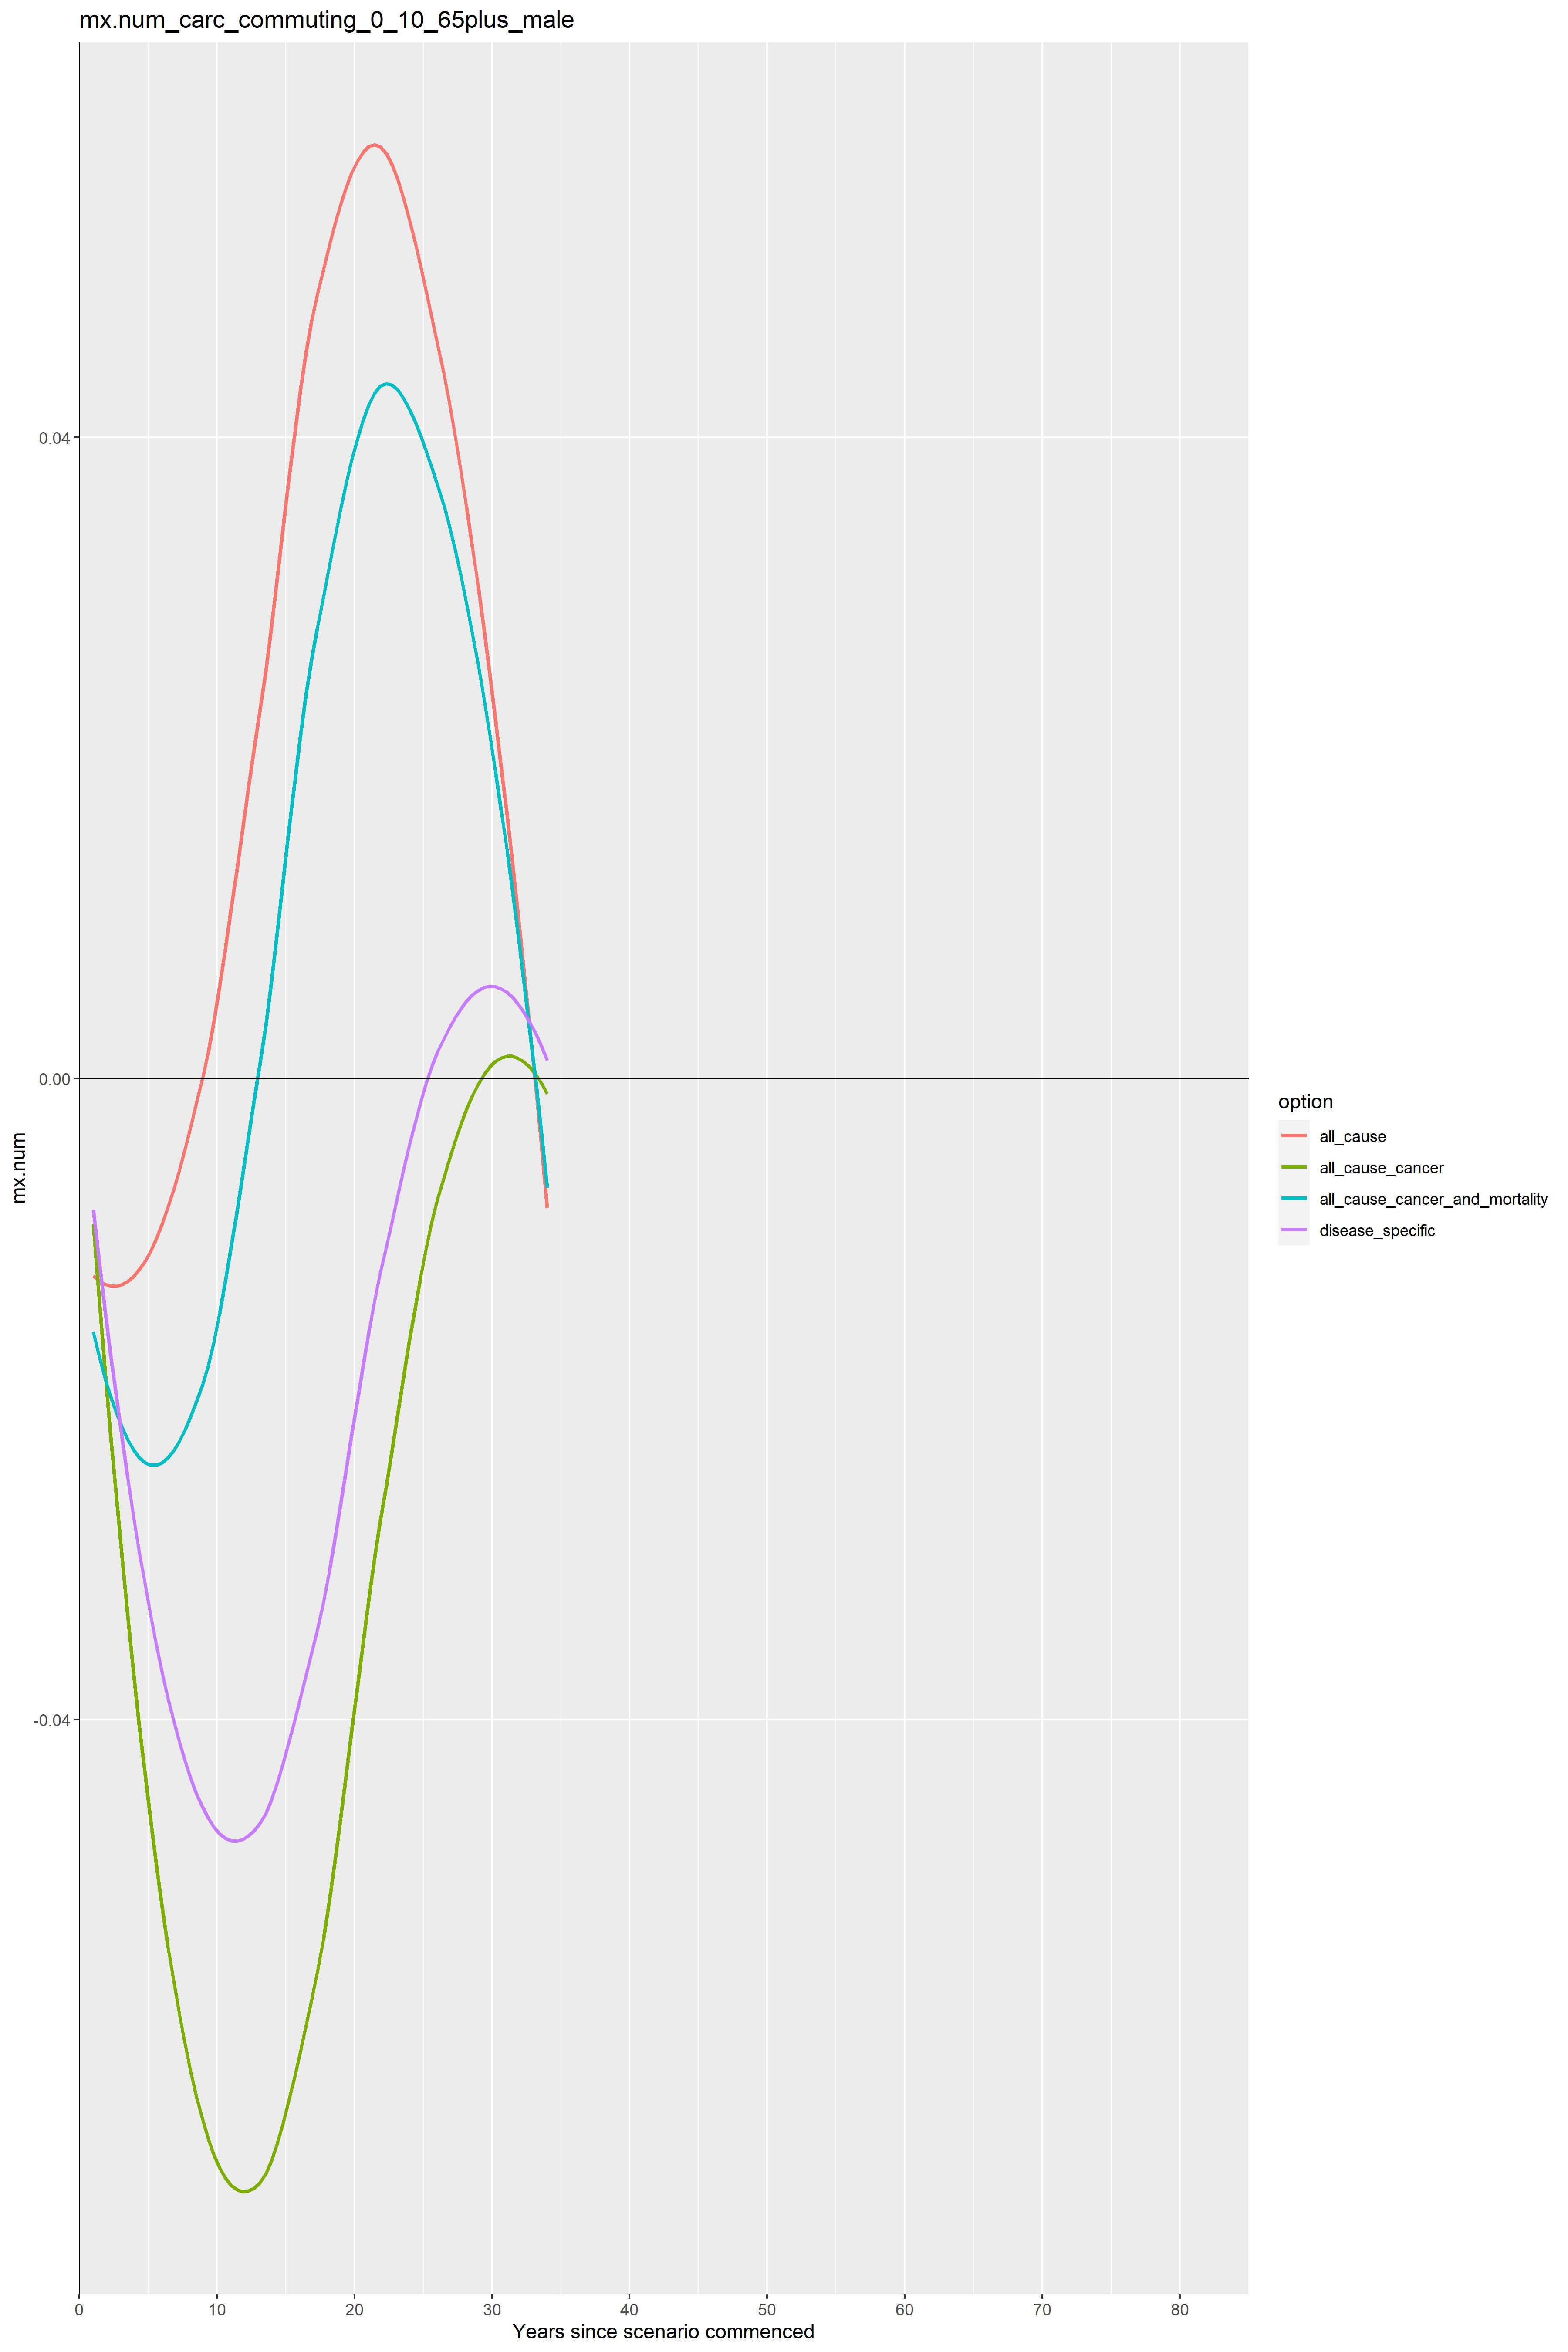 mx.num_carc_commuting_0_10_65plus_male
mx.num
0.04
0.00
-0.04
0 10 20 30 40 50 60 70 80
Years since scenario commenced
option
all_cause
all_cause_cancer
all_cause_cancer_and_mortality
disease_specific